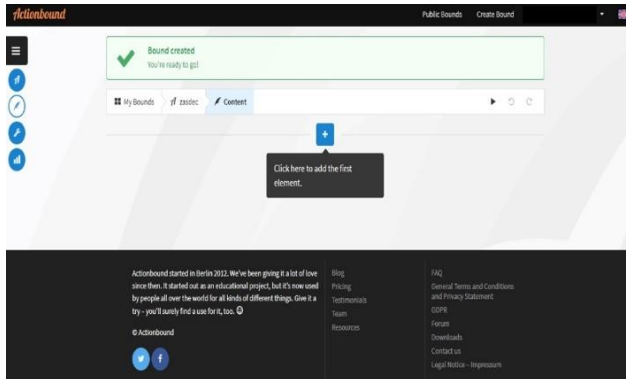 Actionbound
Public Bounds Create Bound
Bound created
You're ready to go!
My Bounds zasdec Content
+
Click here to add the first
element.
Actionbound started in Berlin 2012. We've been giving it a lot of love
since then. It started out as an educational project, but it's now used
by people all over the world for all kinds of different things. Give it a
try - you'll surely find a use for it, too.
© Actionbound
Blog
Pricing
Testimonials
Team
Resources
FAQ
General Terms and Conditions
and Privacy Statement
GDPR
Forum
Downloads
Contact us
Legal Notice – Impressum